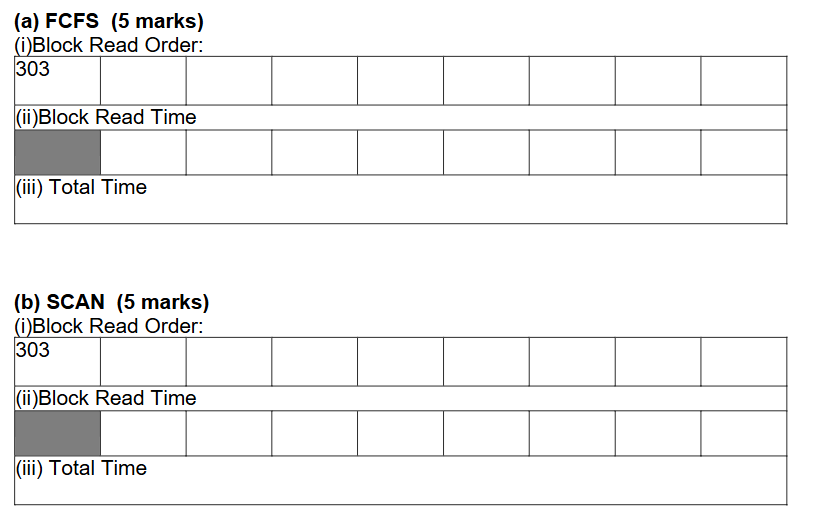 (a) FCFS  (5 marks)
(i)Block Read Order:
303
(ii)Block Read Time
(iii) Total Time
(b) SCAN  (5 marks)
(i)Block Read Order:
303
(ii)Block Read Time
(iii) Total Time